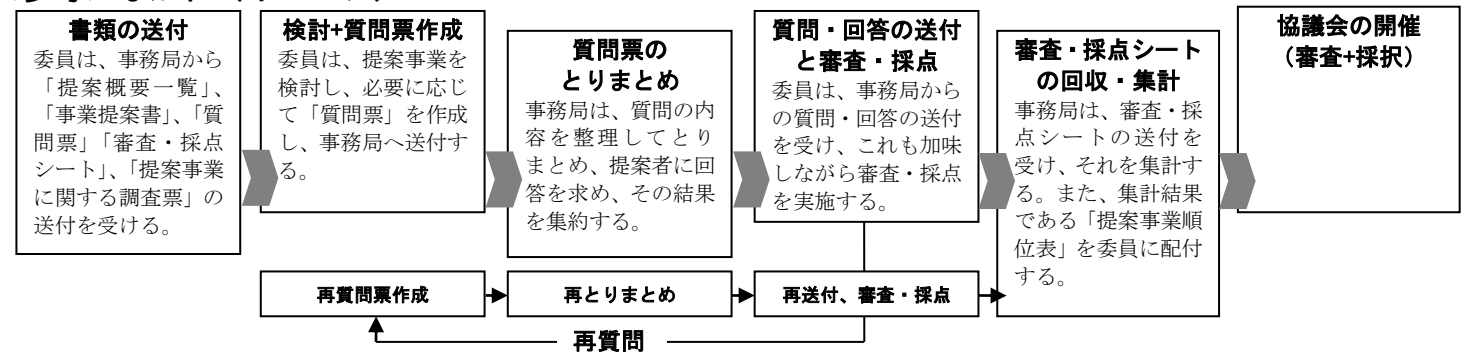 書類の送付
委員は、事務局から
「提案概要一覧」、
「事業提案書」、「質
問票」「審査・採点
シート」、「提案事業
に関する調査票」の
送付を受ける。
検討+質問票作成
委員は、提案事業を
検討し、必要に応じ
て「質問票」を作成
し、事務局へ送付す
る。
質問票の
とりまとめ
事務局は、質問の内
容を整理してとり
まとめ、提案者に回
答を求め、その結果
を集約する。
質問・回答の送付
と審査・採点
委員は、事務局から
の質問・回答の送付
を受け、これも加味
しながら審査・採点
を実施する。
審査・採点シート
の回収・集計
事務局は、審査・採
点シートの送付を
受け、それを集計す
る。また、集計結果
である「提案事業順
位表」を委員に配付
する。
協議会の開催
（審査+採択）
再質問票作成
再とりまとめ
再送付、審査・採点
再質問